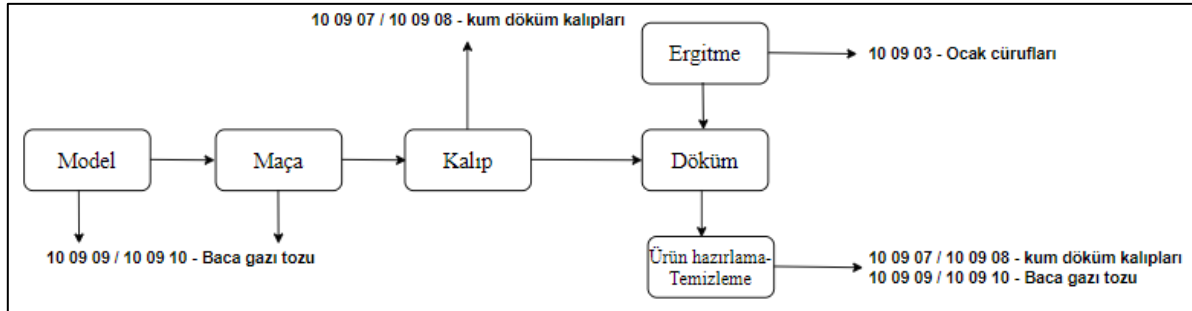 10 09 07 / 10 09 08 - kum döküm kalıpları
Ergitme
10 09 03 - Ocak cürufları
Model
Maça
Kalıp
Döküm
10 09 09 / 10 09 10 - Baca gazı tozu
Ürün hazırlama-
Temizleme
10 09 07 / 10 09 08 - kum döküm kalıpları
10 09 09 / 10 09 10 - Baca gazı tozu